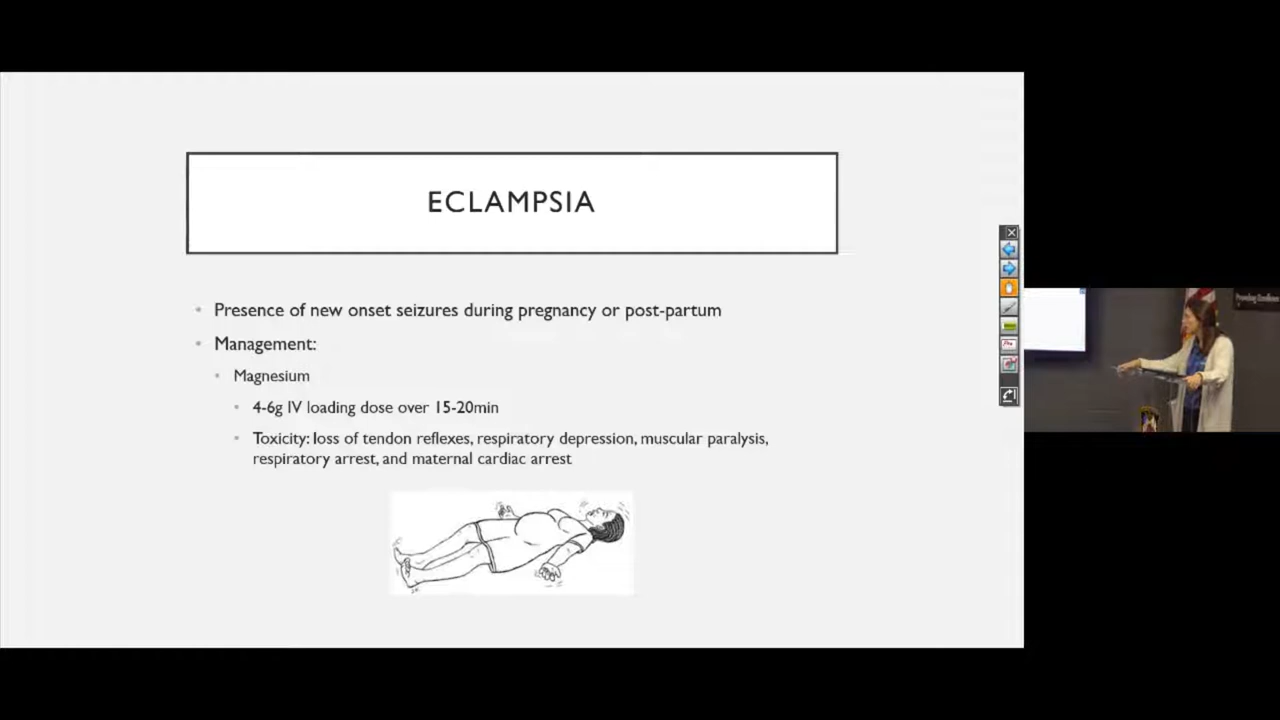 ECLAMPSIA
Presence of new onset seizures during pregnancy or post-partum
Management:
Magnesium
4-6g IV loading dose over 15-20min
Toxicity: loss of tendon reflexes, respiratory depression, muscular paralysis,
respiratory arrest, and maternal cardiac arrest